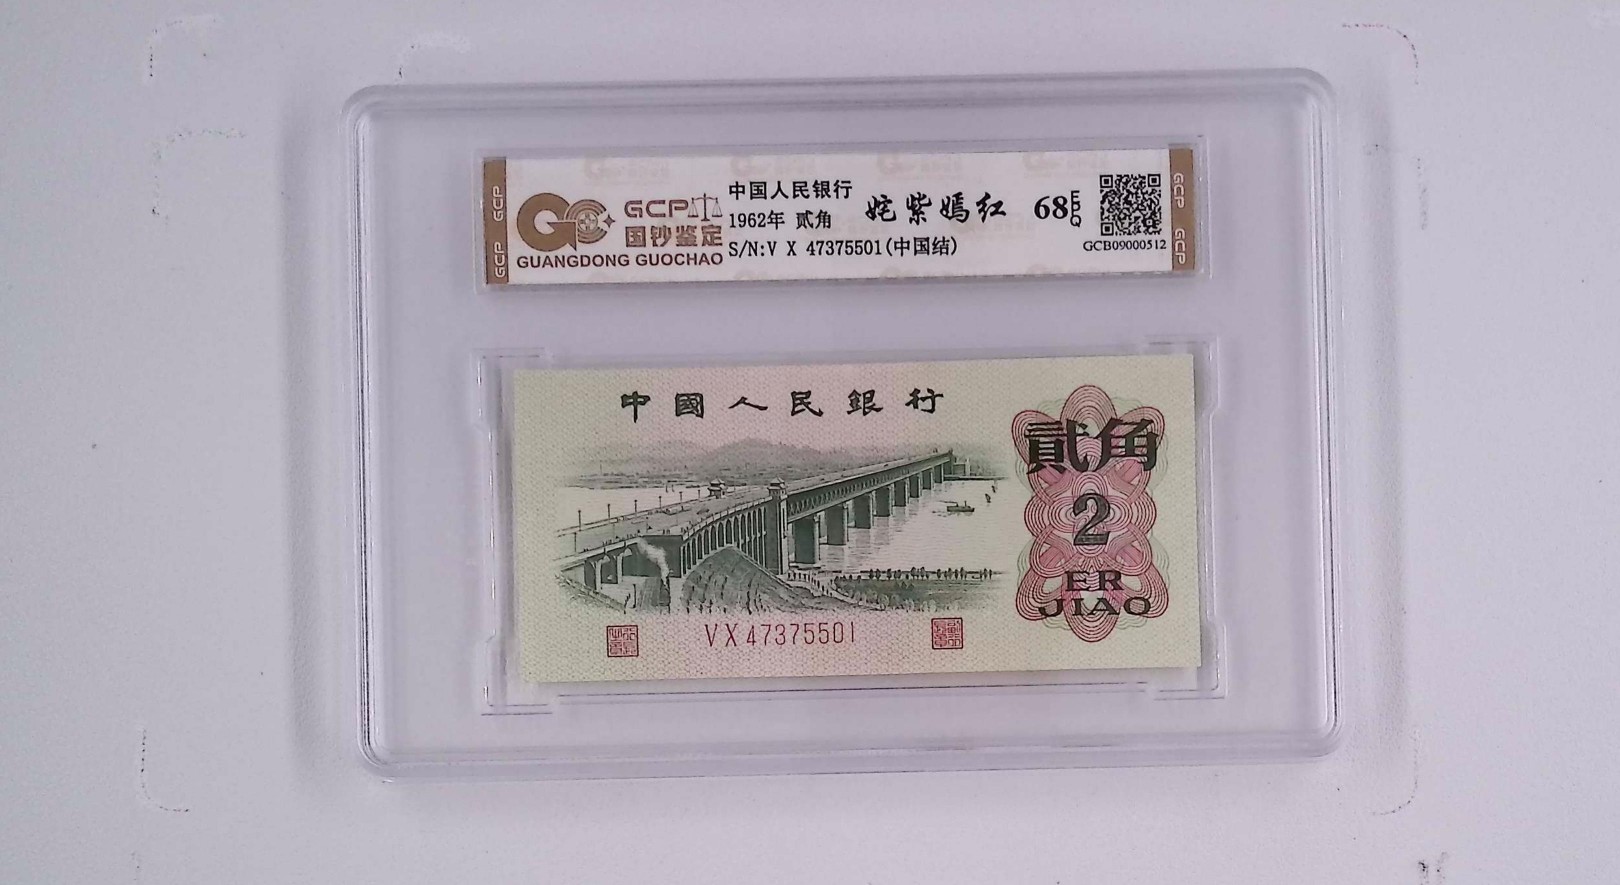 GCP
国钞鉴定
GUANGDONG GUOCHAO
中国人民银行
1962年 贰角
S/N:V X 47375501(中国结)
姹紫嫣红
68 EPQ
GCB09000512
GCP GCP
GCP GCP
中國人民銀行
貳角
2
ER
JIAO
VX47375501